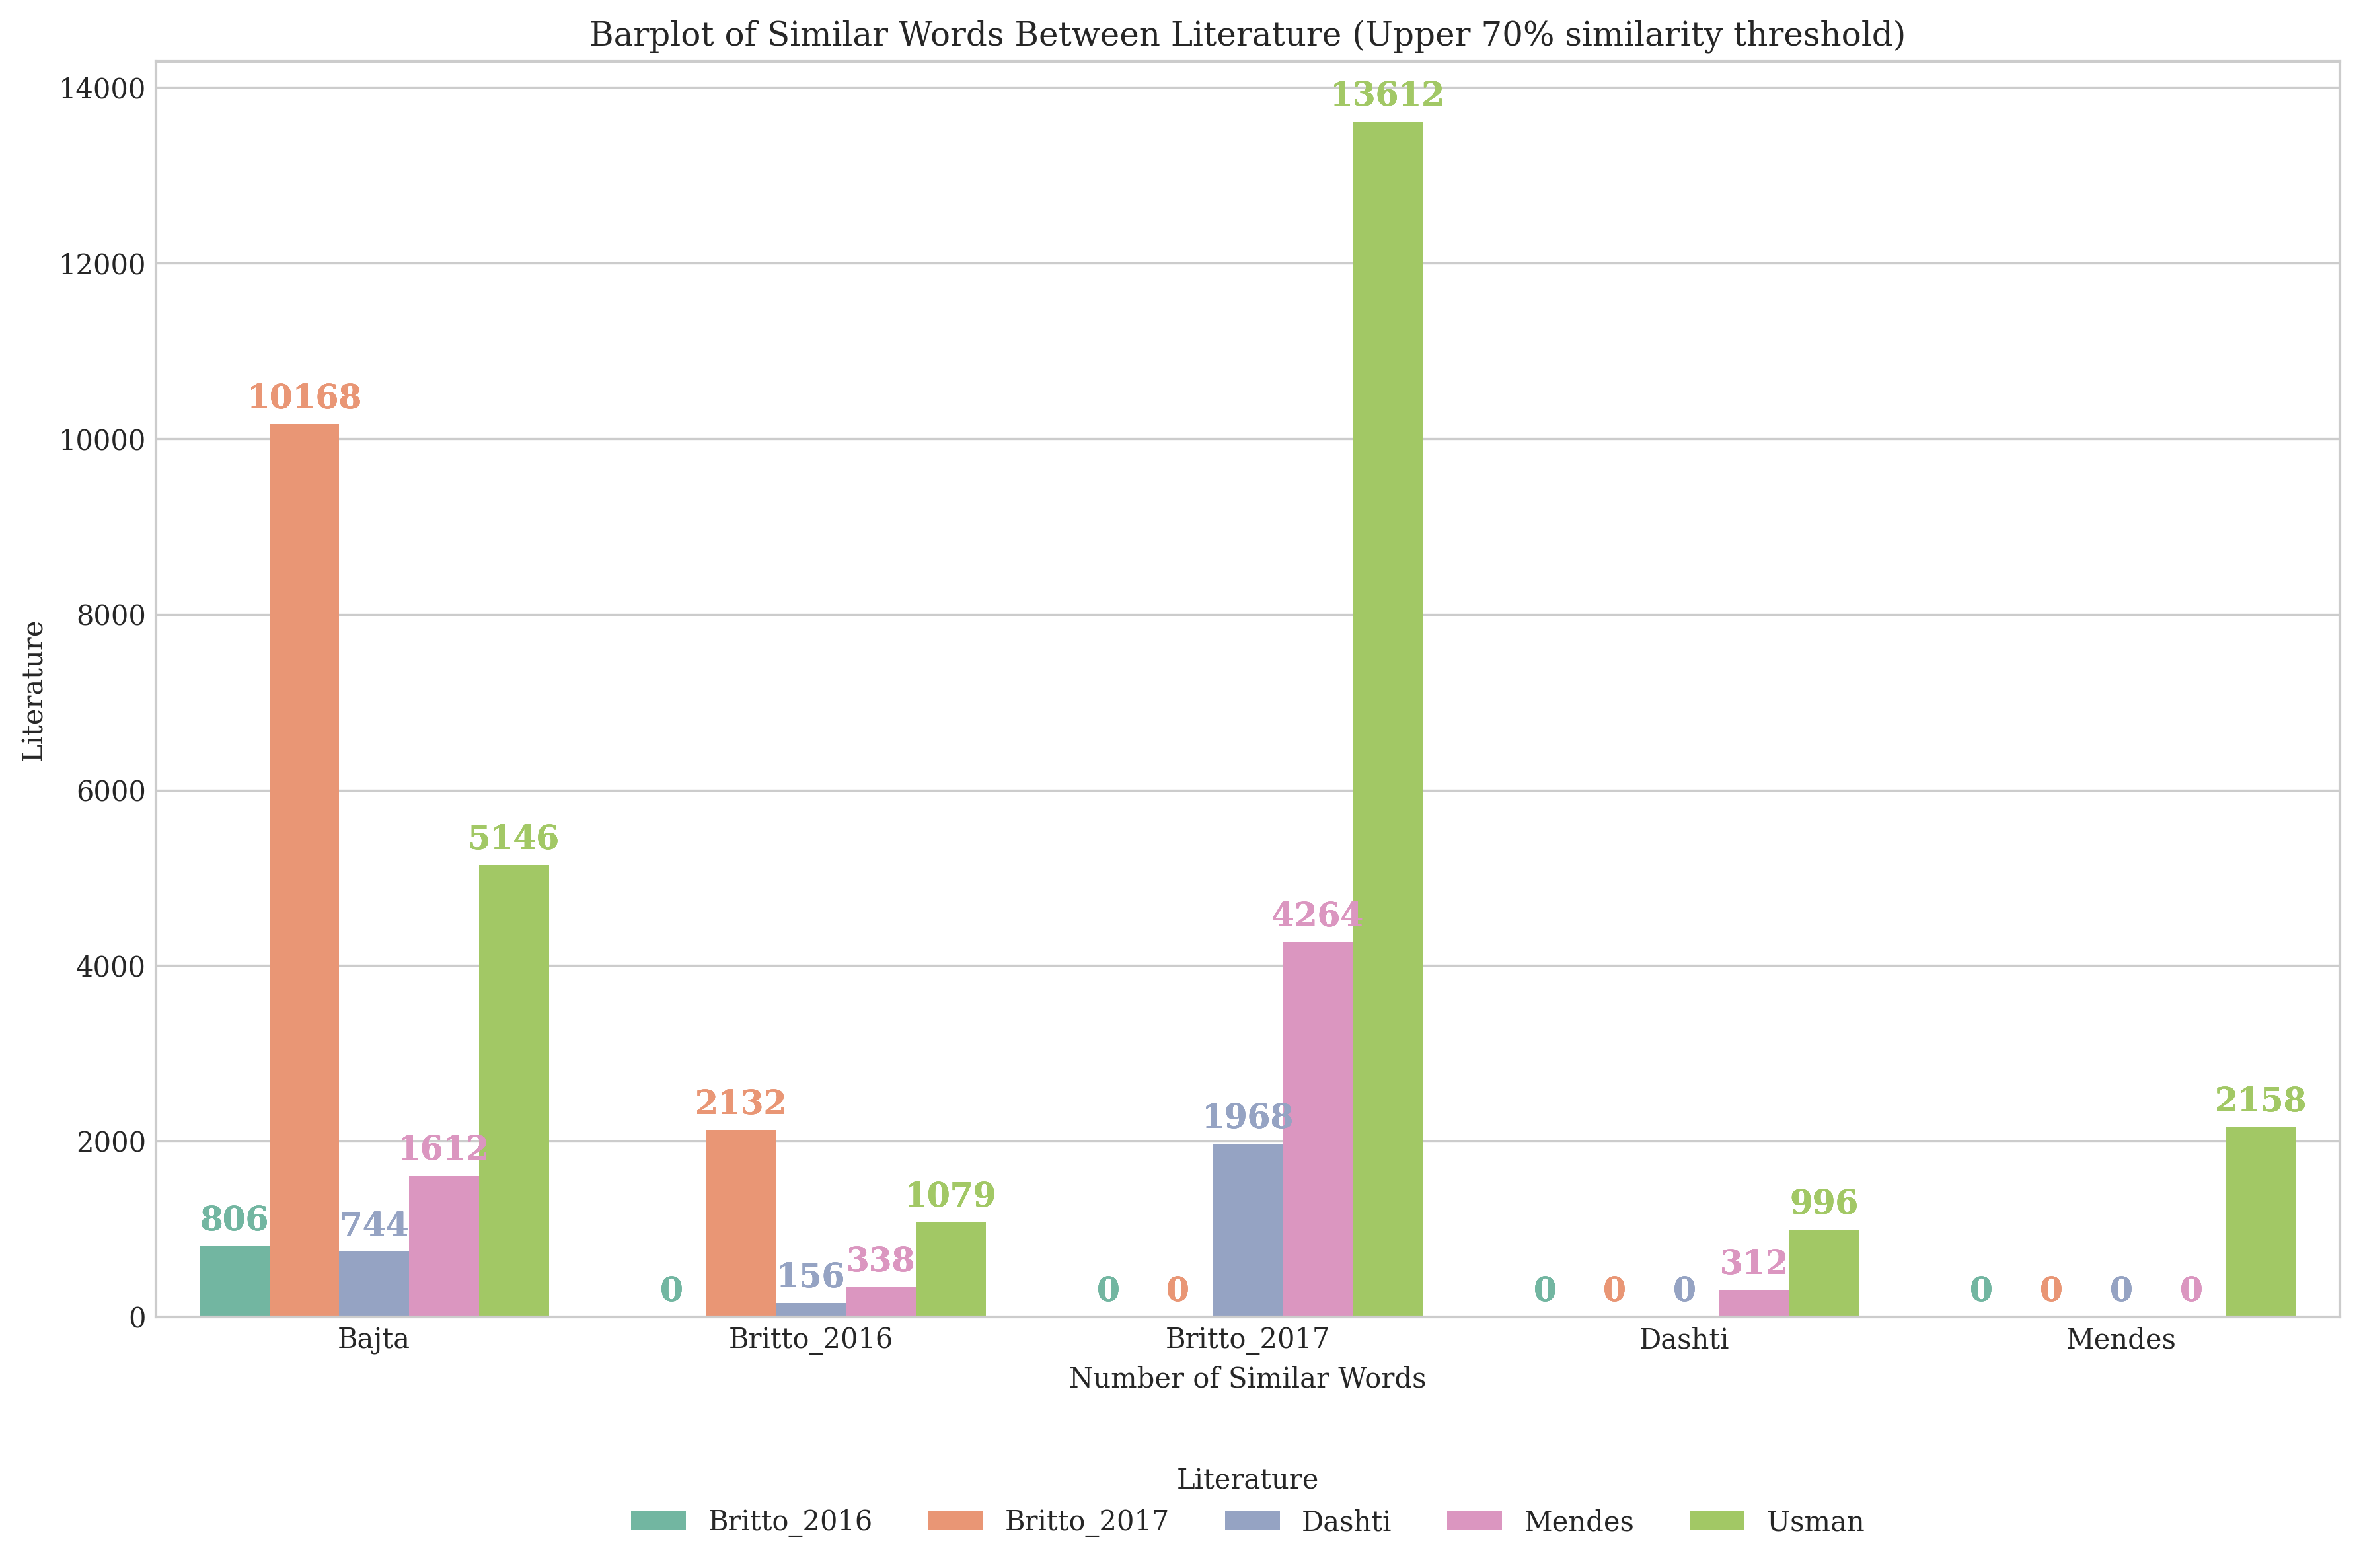 Barplot of Similar Words Between Literature (Upper 70% similarity threshold)
14000
12000
10000
8000
6000
4000
2000
0
Literature
806
10168
744
1612
5146
0
2132
156
338
1079
0
0
1968
4264
13612
0
0
0
312
996
0
0
0
0
2158
Bajta
Britto_2016
Britto_2017
Dashti
Mendes
Number of Similar Words
Literature
Britto_2016
Britto_2017
Dashti
Mendes
Usman